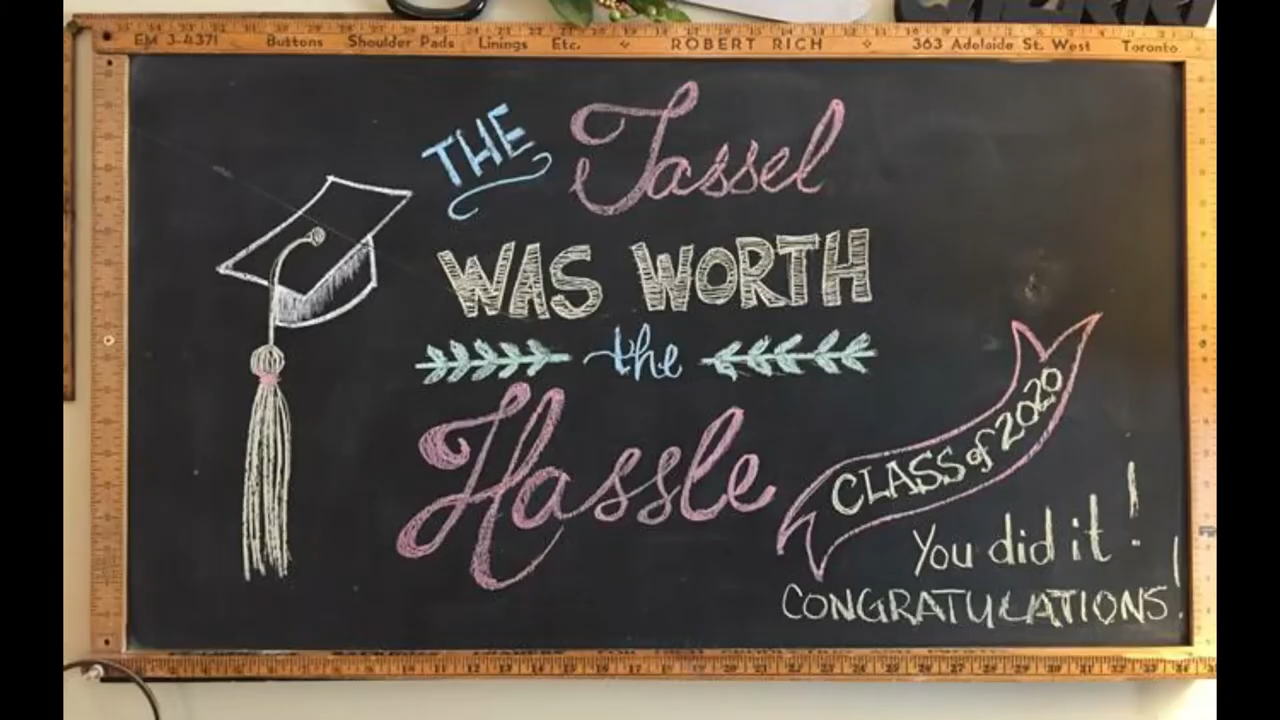 EM 3-4371 Buttons Shoulder Pads Linings Etc. ROBERT RICH 363 Adelaide St. West Toronto
THE Tassel
WAS WORTH
the
Hassle
CLASS of 2020
You did it!
CONGRATULATIONS!